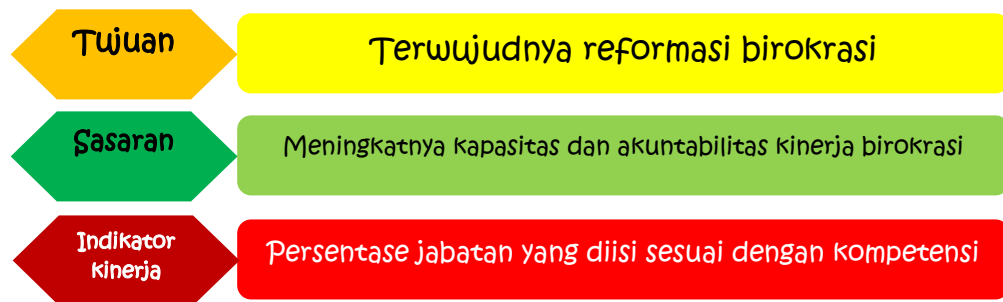 Tujuan
Terwujudnya reformasi birokrasi
Sasaran
Meningkatnya kapasitas dan akuntabilitas kinerja birokrasi
Indikator
kinerja
Persentase jabatan yang diisi sesuai dengan kompetensi